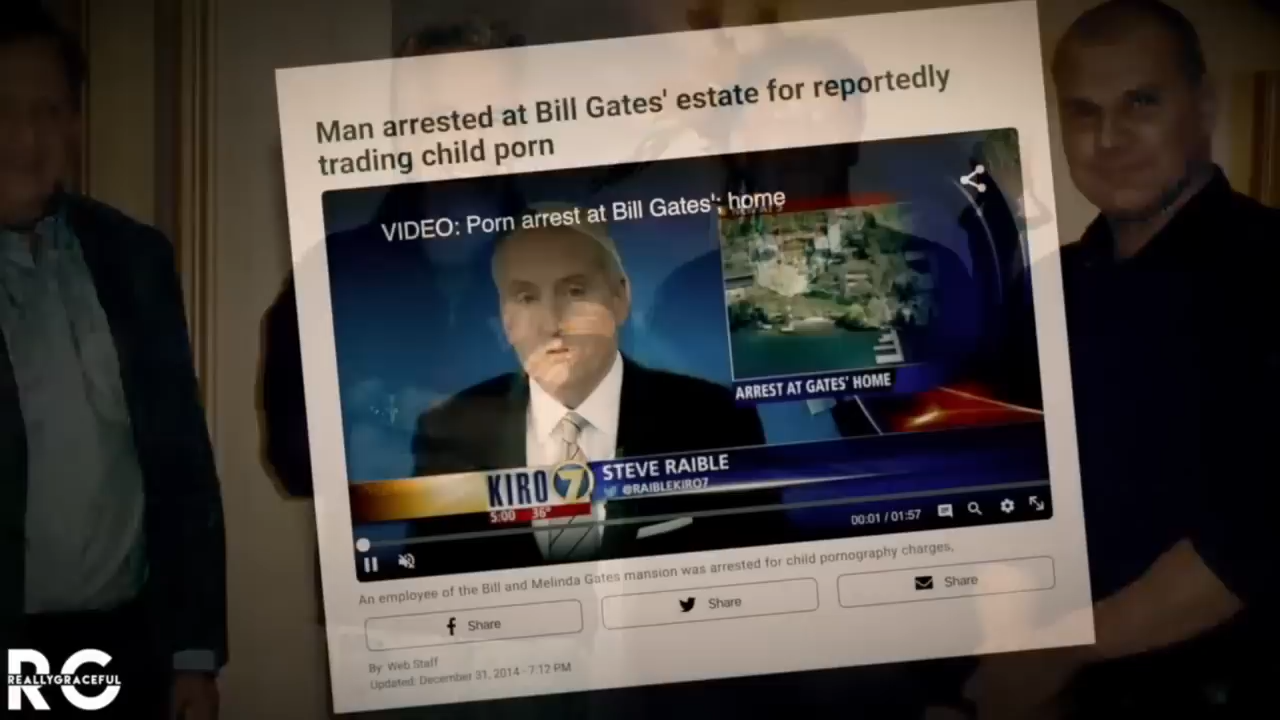 Man arrested at Bill Gates' estate for reportedly
trading child porn
VIDEO: Porn arrest at Bill Gates' home
ARREST AT GATES' HOME
KIRO 7
STEVE RAIBLE
@RAIBLEKIRO7
5:00 36°
00:01 / 01:57
An employee of the Bill and Melinda Gates mansion was arrested for child pornography charges,
Share
Share
Share
By: Web Staff
Updated: December 31, 2014 - 7:12 PM
RG
REALLYGRACEFUL